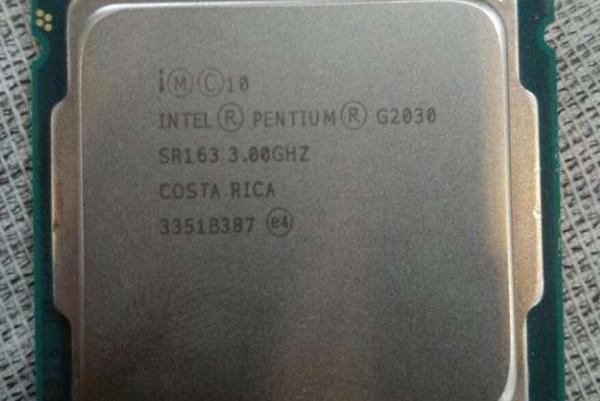 i Ⓜ Ⓒ 10
INTEL® PENTIUM® G2030
SR163 3.00GHZ
COSTA RICA
3351B387 e4